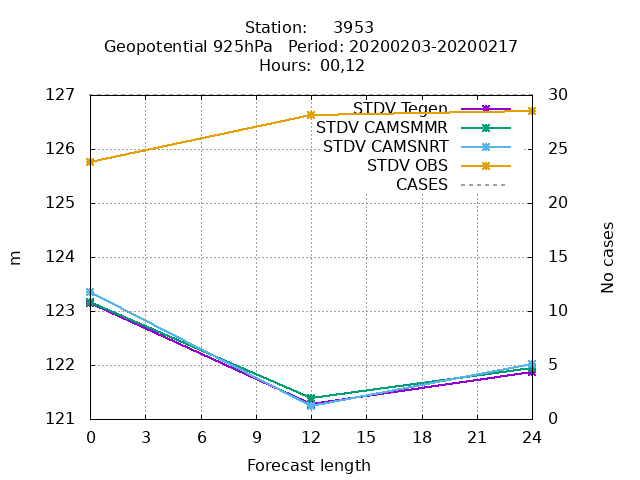 Station: 3953
Geopotential 925hPa Period: 20200203-20200217
Hours: 00,12
127
126
125
124
123
122
121
m
30
25
20
15
10
5
0
No cases
STDV Tegen
STDV CAMSMMR
STDV CAMSNRT
STDV OBS
CASES
0 3 6 9 12 15 18 21 24
Forecast length